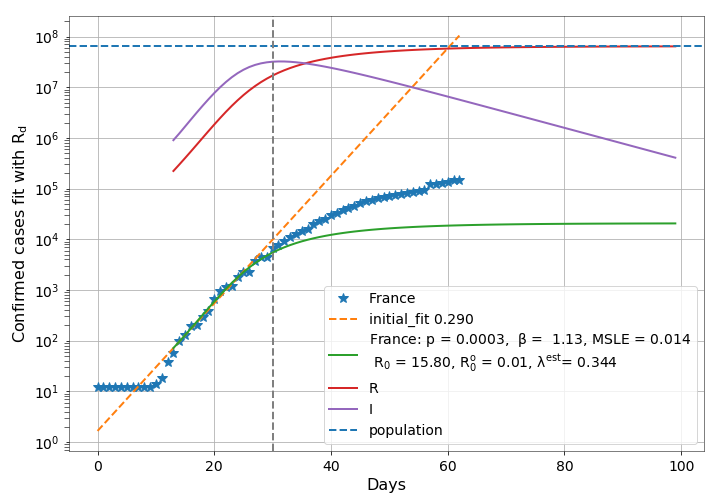 Confirmed cases fit with R_d
10⁸
10⁷
10⁶
10⁵
10⁴
10³
10²
10¹
10⁰
France
initial_fit 0.290
France: p = 0.0003, β = 1.13, MSLE = 0.014
R₀ = 15.80, R₀ᵒ = 0.01, λᵉˢᵗ= 0.344
R
I
population
0 20 40 60 80 100
Days